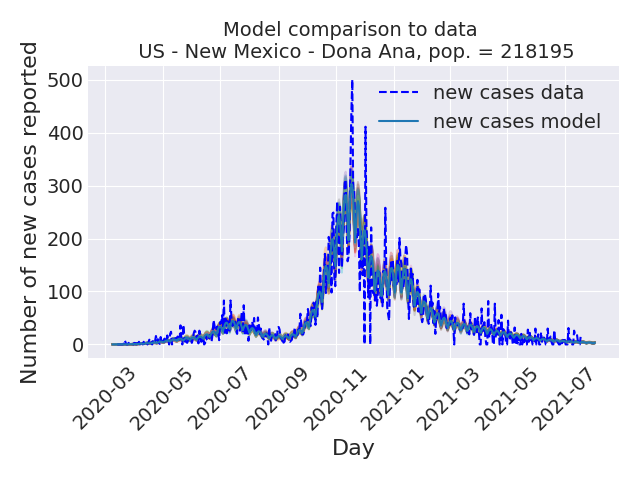 Model comparison to data
US - New Mexico - Dona Ana, pop. = 218195
Number of new cases reported
500
400
300
200
100
0
new cases data
new cases model
2020-03
2020-05
2020-07
2020-09
2020-11
2021-01
2021-03
2021-05
2021-07
Day